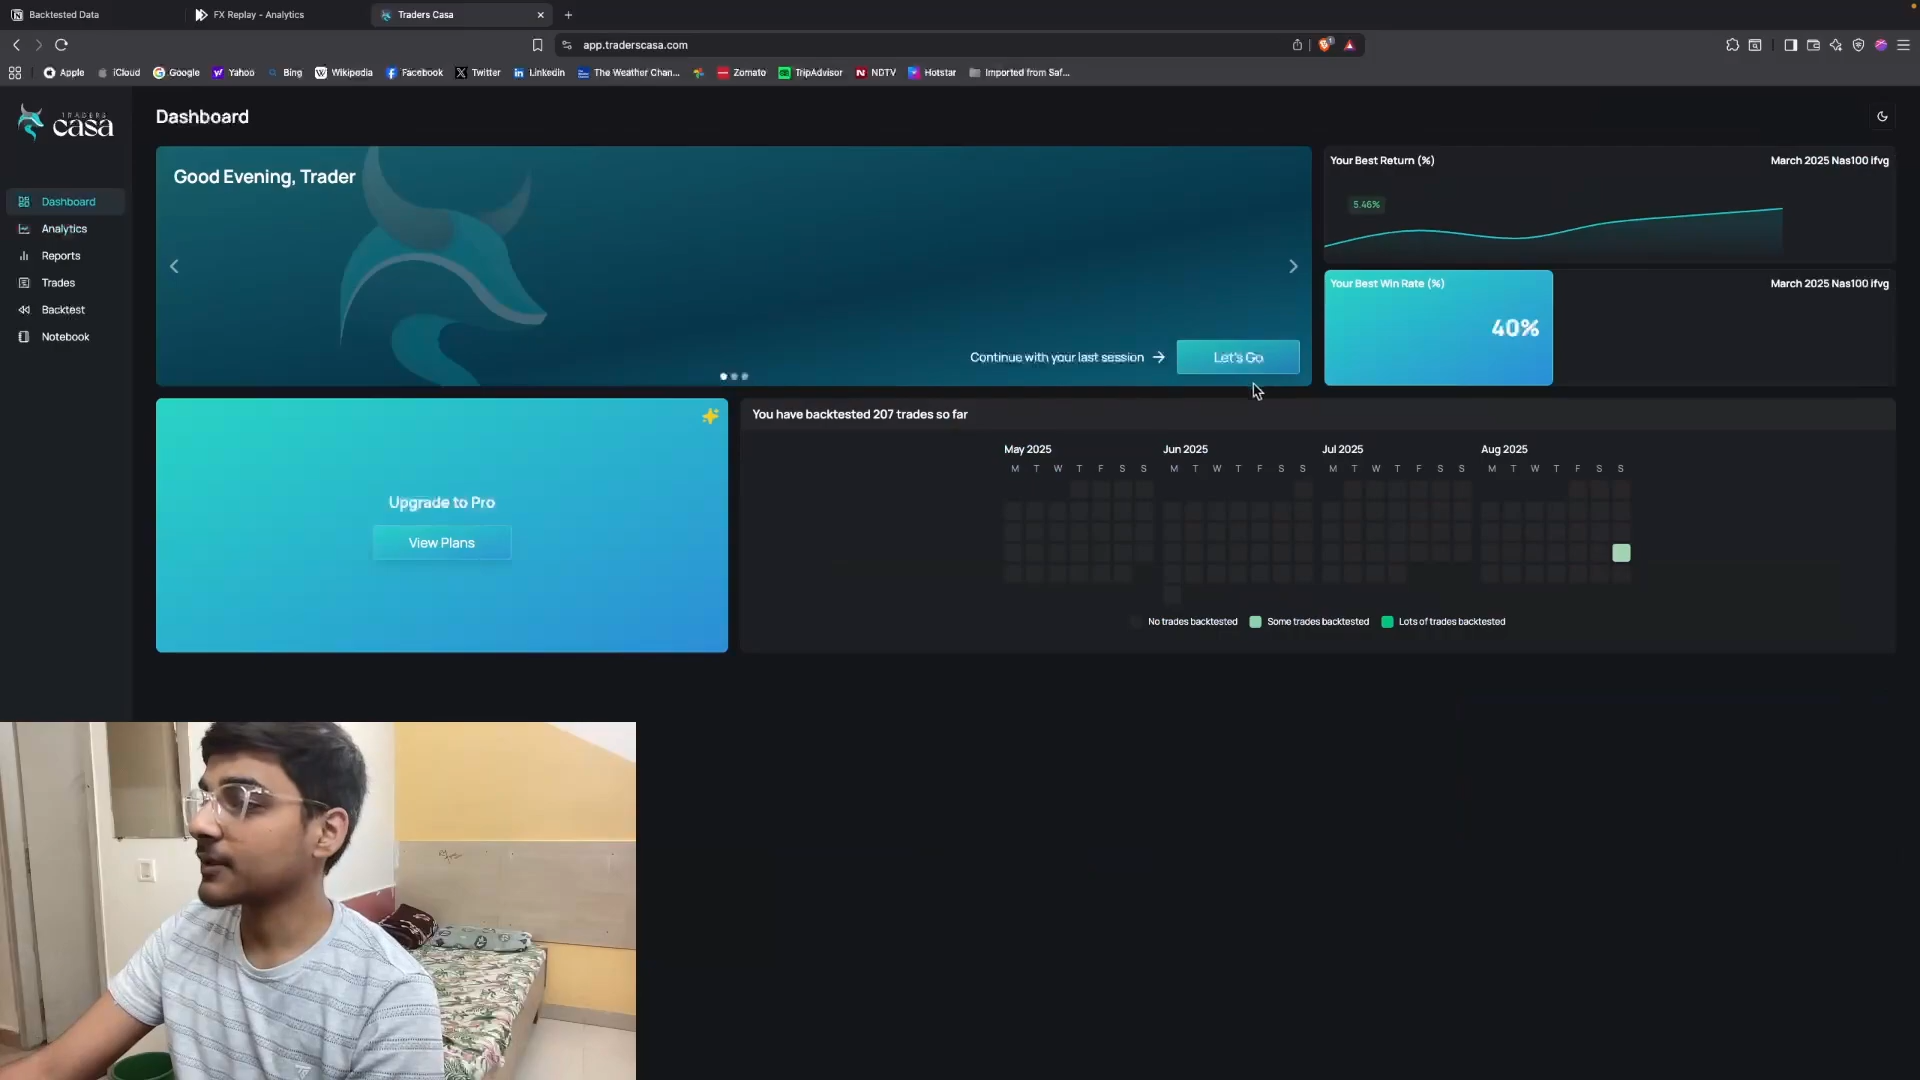 Backtested Data
FX Replay - Analytics
Traders Casa
app.traderscasa.com
Apple
iCloud
Google
Yahoo
Bing
Wikipedia
Facebook
Twitter
LinkedIn
The Weather Chan...
Zomato
TripAdvisor
NDTV
Hotstar
Imported from Saf...
TRADERS
casa
Dashboard
Analytics
Reports
Trades
Backtest
Notebook
Dashboard
Good Evening, Trader
Continue with your last session
Let's Go
Your Best Return (%)
March 2025 Nas100 ifvg
5.46%
Your Best Win Rate (%)
March 2025 Nas100 ifvg
40%
Upgrade to Pro
View Plans
You have backtested 207 trades so far
May 2025 Jun 2025 Jul 2025 Aug 2025
M T W T F S S M T W T F S S M T W T F S S M T W T F S S
No trades backtested Some trades backtested Lots of trades backtested